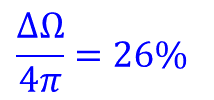 ΔΩ/4π = 26%